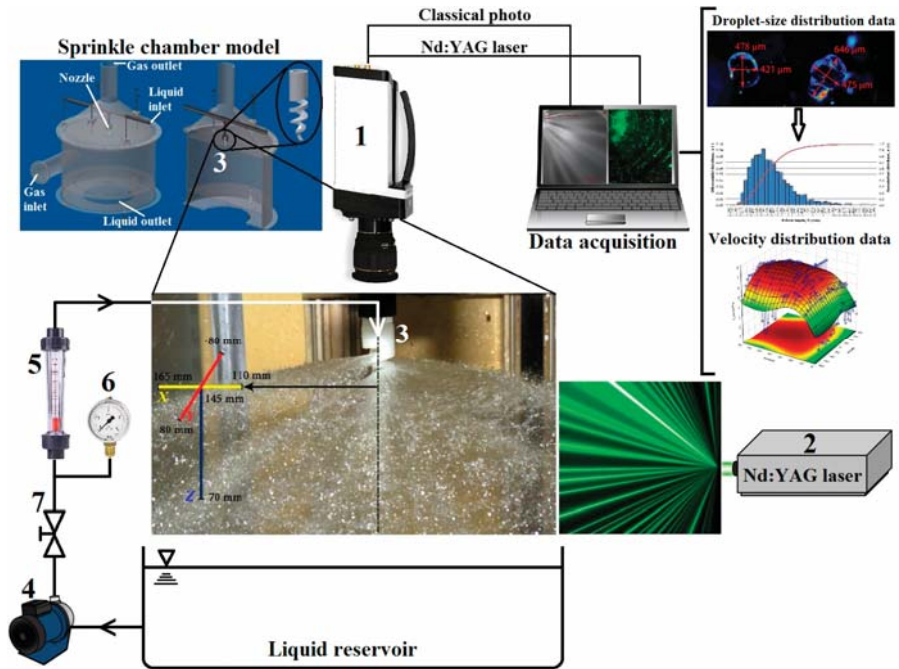 Classical photo
Nd:YAG laser
Droplet-size distribution data
Sprinkle chamber model
Gas outlet
Nozzle
Liquid
inlet
3
Gas
inlet
Liquid outlet
1
478 µm
421 µm
646 µm
475 µm
Data acquisition
Velocity distribution data
5
6
3
-80 mm
165 mm
110 mm
X
145 mm
Y
80 mm
Z
70 mm
2
Nd:YAG laser
7
4
Liquid reservoir